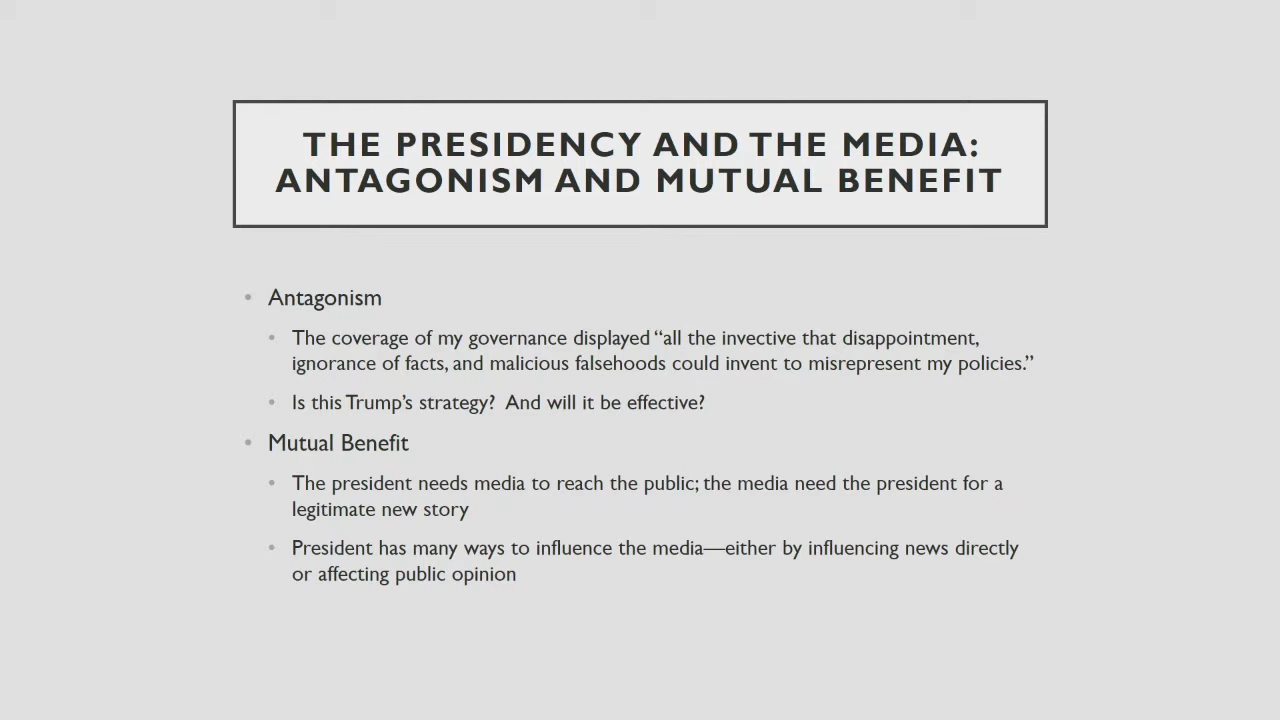 THE PRESIDENCY AND THE MEDIA:
ANTAGONISM AND MUTUAL BENEFIT
• Antagonism
• The coverage of my governance displayed “all the invective that disappointment,
ignorance of facts, and malicious falsehoods could invent to misrepresent my policies.”
• Is this Trump’s strategy?  And will it be effective?
• Mutual Benefit
• The president needs media to reach the public; the media need the president for a
legitimate new story
• President has many ways to influence the media—either by influencing news directly
or affecting public opinion